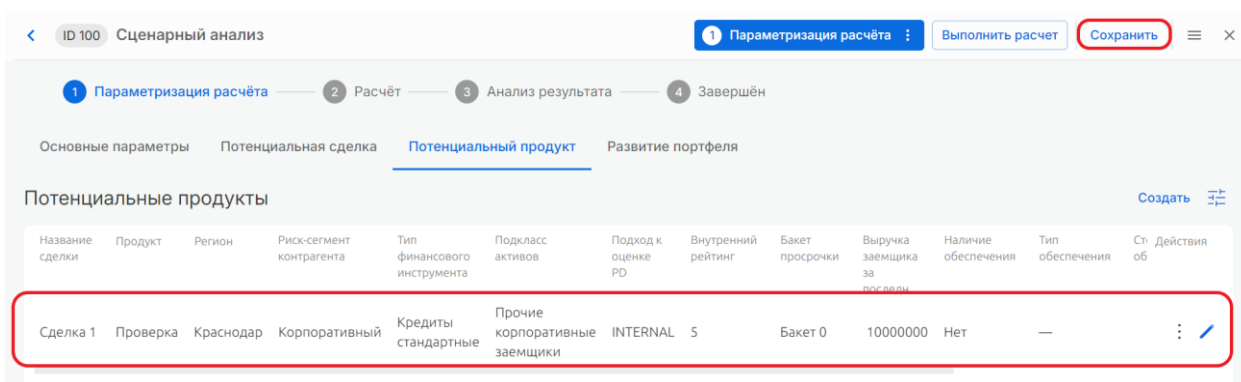 ID 100 Сценарный анализ 1 Параметризация расчёта Выполнить расчет Сохранить
1 Параметризация расчёта 2 Расчёт 3 Анализ результата 4 Завершён
Основные параметры Потенциальная сделка Потенциальный продукт Развитие портфеля
Потенциальные продукты Создать
Название Продукт Регион Риск-сегмент Тип Подкласс Подход к Внутренний Бакет Выручка Наличие Тип Действия
сделки контрагента финансового активов оценке рейтинг просрочки заемщика обеспечения обеспечения об
инструмента PD за
последн
Сделка 1 Проверка Краснодар Корпоративный Кредиты стандартные Прочие корпоративные заемщики INTERNAL 5 Бакет 0 10000000 Нет —